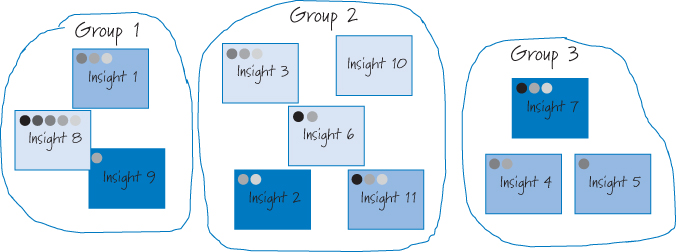 Group 1
Insight 1
Insight 8
Insight 9
Group 2
Insight 3
Insight 10
Insight 6
Insight 2
Insight 11
Group 3
Insight 7
Insight 4
Insight 5